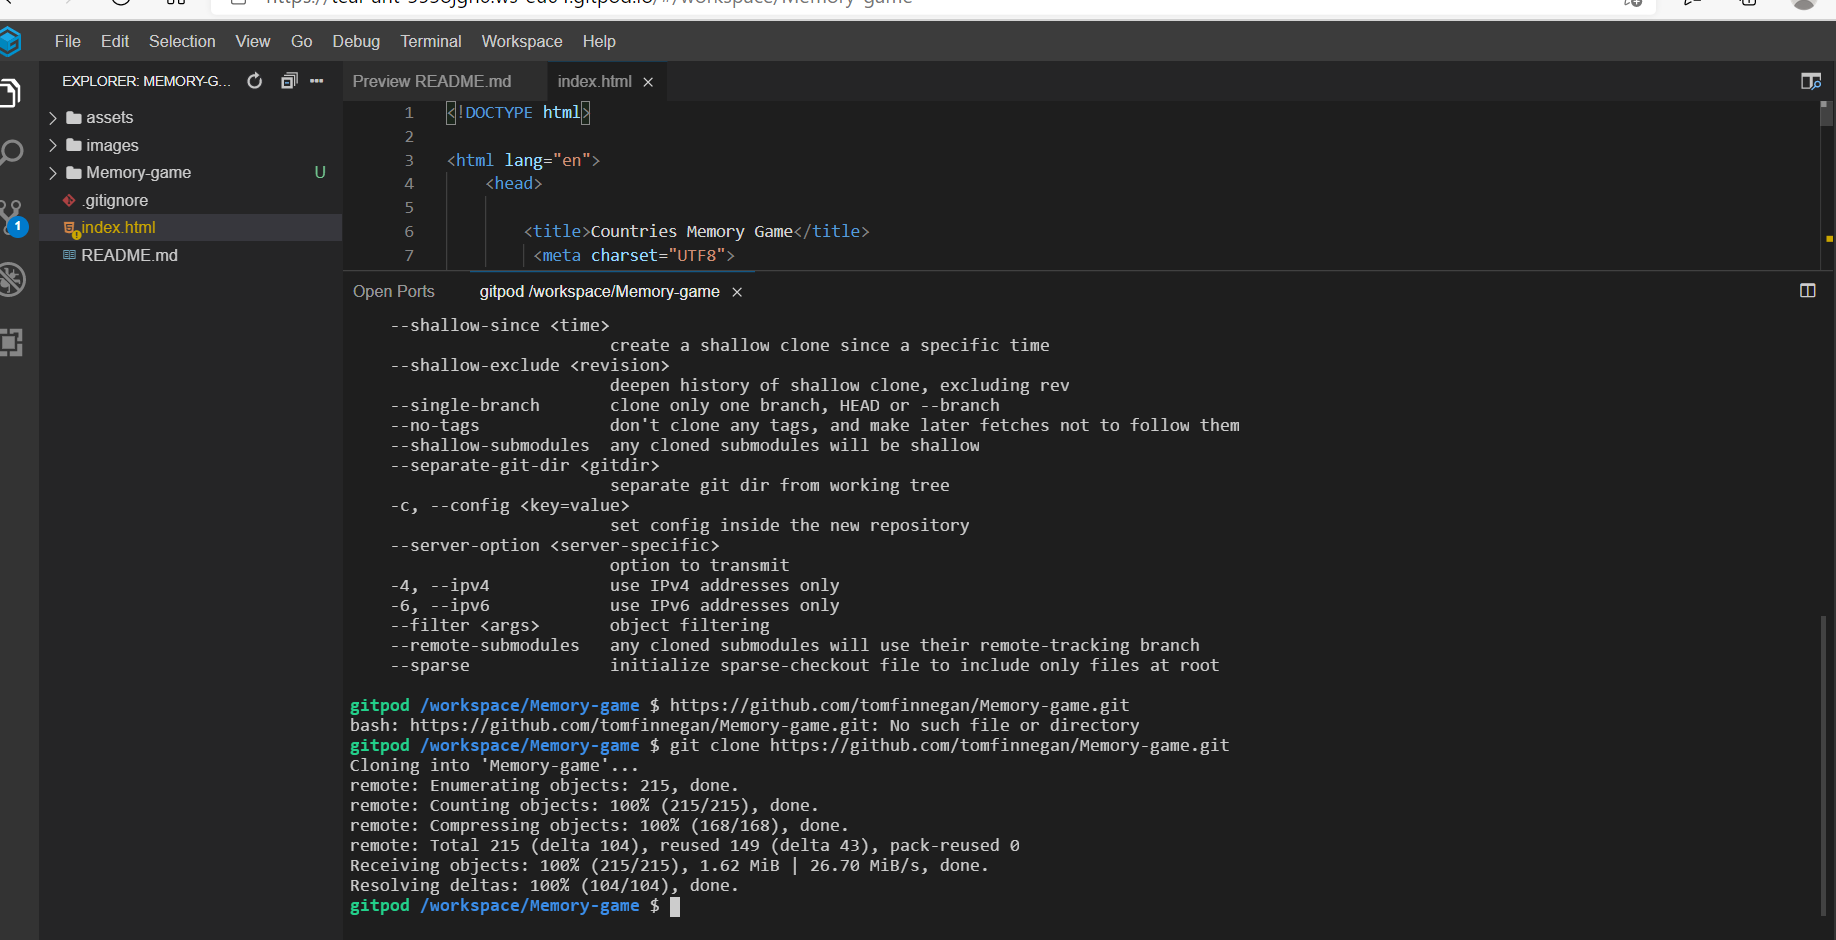 File Edit Selection View Go Debug Terminal Workspace Help
EXPLORER: MEMORY-G...
assets
images
Memory-game U
.gitignore
index.html
README.md
1
Preview README.md index.html ×
1 <!DOCTYPE html>
2
3 <html lang="en">
4 <head>
5
6 <title>Countries Memory Game</title>
7 <meta charset="UTF8">
Open Ports gitpod /workspace/Memory-game ×
--shallow-since <time>
create a shallow clone since a specific time
--shallow-exclude <revision>
deepen history of shallow clone, excluding rev
--single-branch clone only one branch, HEAD or --branch
--no-tags don't clone any tags, and make later fetches not to follow them
--shallow-submodules any cloned submodules will be shallow
--separate-git-dir <gitdir>
separate git dir from working tree
-c, --config <key=value>
set config inside the new repository
--server-option <server-specific>
option to transmit
-4, --ipv4 use IPv4 addresses only
-6, --ipv6 use IPv6 addresses only
--filter <args> object filtering
--remote-submodules any cloned submodules will use their remote-tracking branch
--sparse initialize sparse-checkout file to include only files at root
gitpod /workspace/Memory-game $ https://github.com/tomfinnegan/Memory-game.git
bash: https://github.com/tomfinnegan/Memory-game.git: No such file or directory
gitpod /workspace/Memory-game $ git clone https://github.com/tomfinnegan/Memory-game.git
Cloning into 'Memory-game'...
remote: Enumerating objects: 215, done.
remote: Counting objects: 100% (215/215), done.
remote: Compressing objects: 100% (168/168), done.
remote: Total 215 (delta 104), reused 149 (delta 43), pack-reused 0
Receiving objects: 100% (215/215), 1.62 MiB | 26.70 MiB/s, done.
Resolving deltas: 100% (104/104), done.
gitpod /workspace/Memory-game $